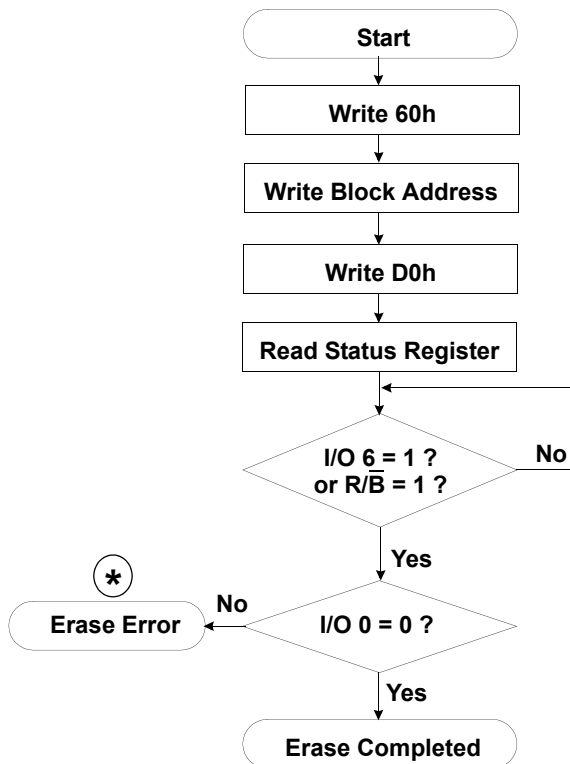 Start
Write 60h
Write Block Address
Write D0h
Read Status Register
I/O 6 = 1 ?
or R/B̅ = 1 ?
No
Yes
*
Erase Error
No
I/O 0 = 0 ?
Yes
Erase Completed